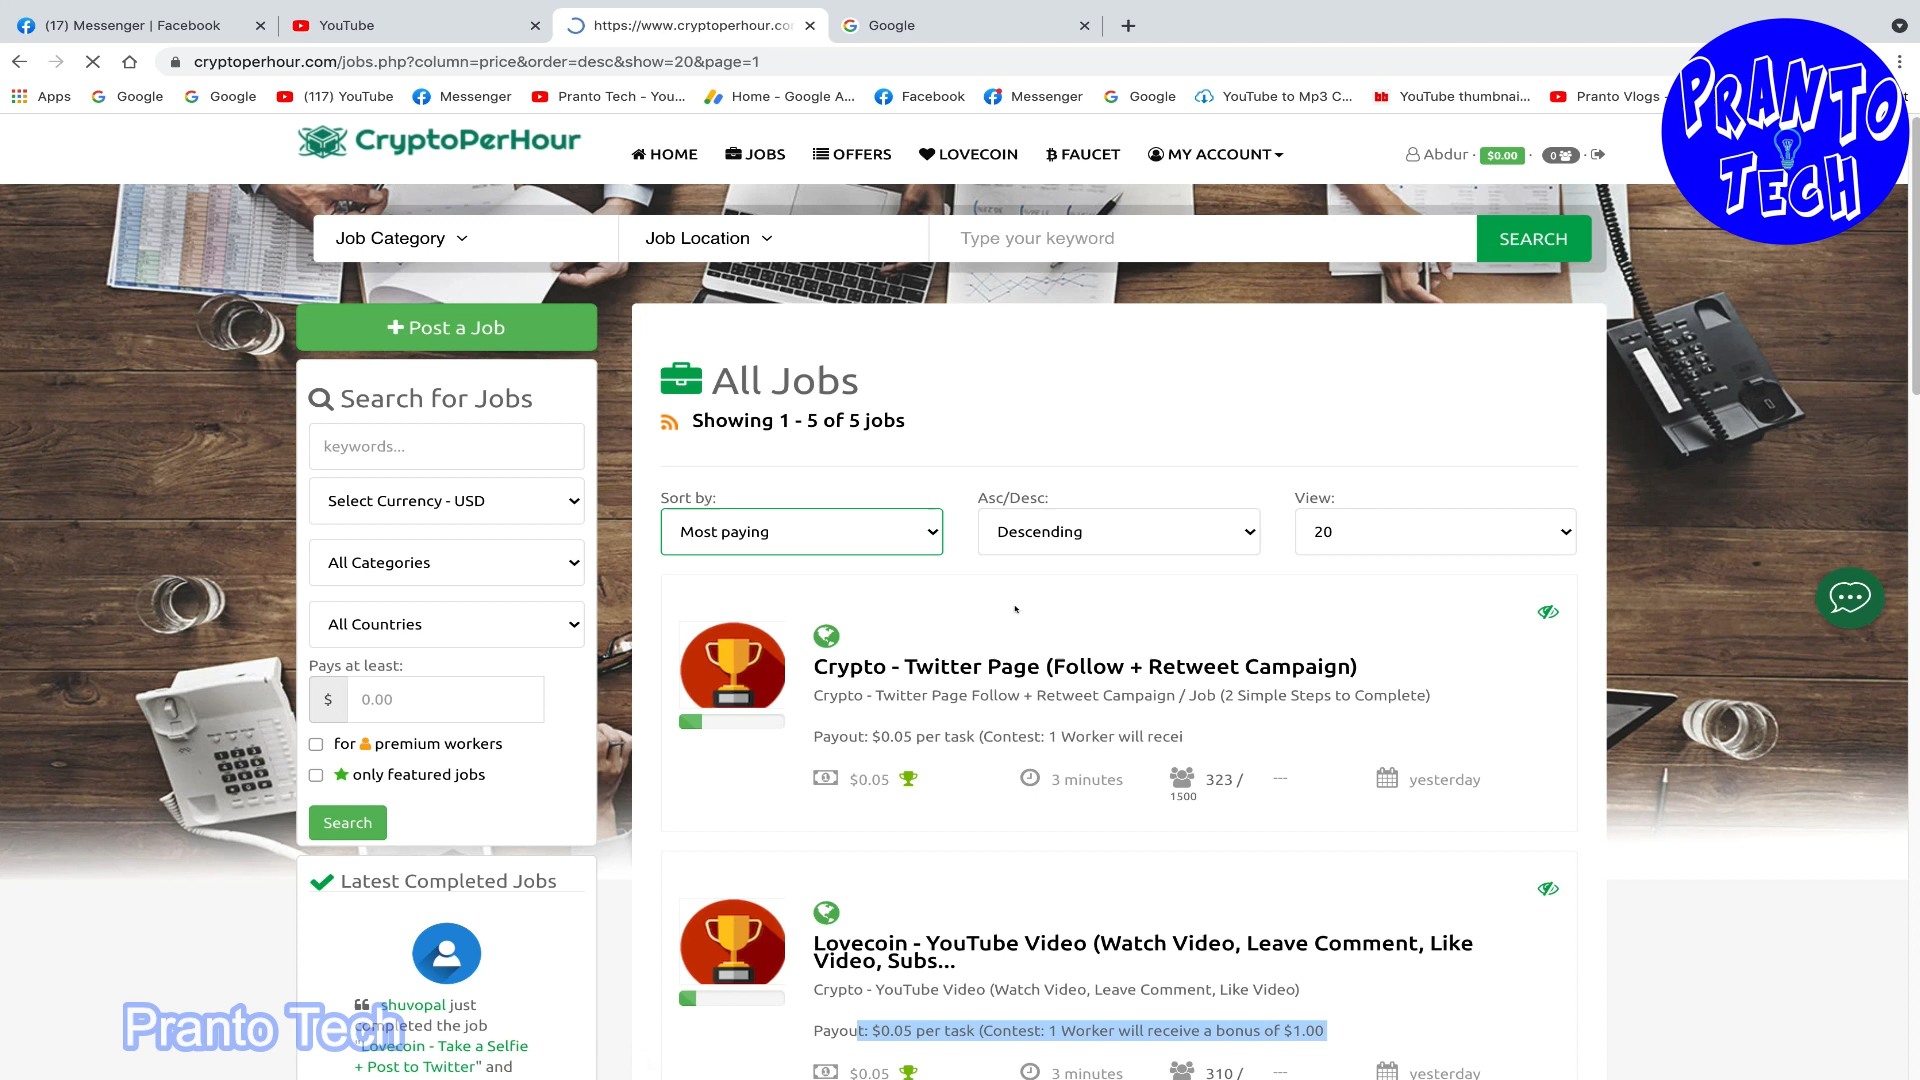 (17) Messenger | Facebook
YouTube
https://www.cryptoperhour.co
Google
cryptoperhour.com/jobs.php?column=price&order=desc&show=20&page=1
Apps
Google
Google
(117) YouTube
Messenger
Pranto Tech - You...
Home - Google A...
Facebook
Messenger
Google
YouTube to Mp3 C...
YouTube thumbnai...
Pranto Vlogs -
PRANTO
TECH
CryptoPerHour
HOME
JOBS
OFFERS
LOVECOIN
FAUCET
MY ACCOUNT
Abdur · $0.00 · 0 ·
Job Category
Job Location
Type your keyword
SEARCH
Post a Job
Search for Jobs
keywords...
Select Currency - USD
All Categories
All Countries
Pays at least:
$ 0.00
for premium workers
only featured jobs
Search
Latest Completed Jobs
shuvopal just
completed the job
"Lovecoin - Take a Selfie
+ Post to Twitter" and
Pranto Tech
All Jobs
Showing 1 - 5 of 5 jobs
Sort by:
Asc/Desc:
View:
Most paying
Descending
20
Crypto - Twitter Page (Follow + Retweet Campaign)
Crypto - Twitter Page Follow + Retweet Campaign / Job (2 Simple Steps to Complete)
Payout: $0.05 per task (Contest: 1 Worker will recei
$0.05
3 minutes
323 /
1500
---
yesterday
Lovecoin - YouTube Video (Watch Video, Leave Comment, Like
Video, Subs...
Crypto - YouTube Video (Watch Video, Leave Comment, Like Video)
Payout: $0.05 per task (Contest: 1 Worker will receive a bonus of $1.00
$0.05
3 minutes
310 /
---
yesterday